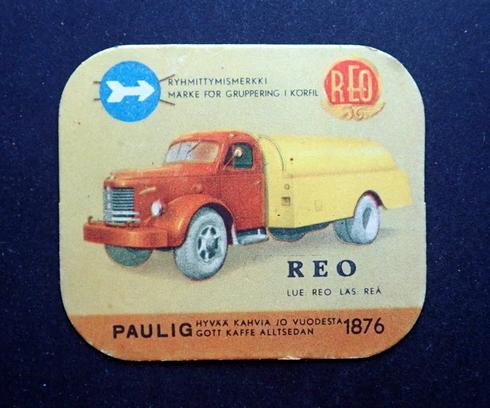 RYHMITTYMISMERKKI
MÄRKE FÖR GRUPPERING I KÖRFIL
REO
REO
LUE: REO LÄS: REÅ
PAULIG HYVÄÄ KAHVIA JO VUODESTA 1876
GOTT KAFFE ALLTSEDAN